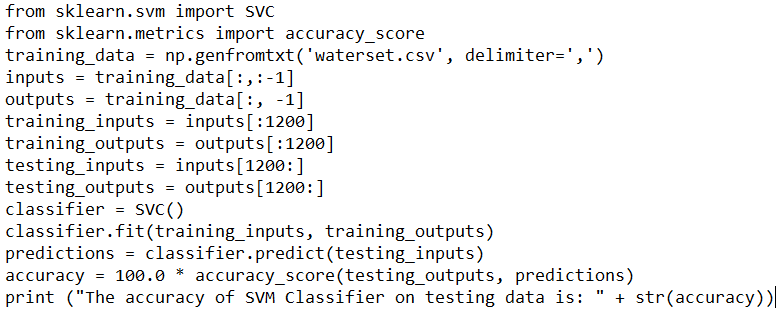 from sklearn.svm import SVC
from sklearn.metrics import accuracy_score
training_data = np.genfromtxt('waterset.csv', delimiter=',')
inputs = training_data[:,:-1]
outputs = training_data[:, -1]
training_inputs = inputs[:1200]
training_outputs = outputs[:1200]
testing_inputs = inputs[1200:]
testing_outputs = outputs[1200:]
classifier = SVC()
classifier.fit(training_inputs, training_outputs)
predictions = classifier.predict(testing_inputs)
accuracy = 100.0 * accuracy_score(testing_outputs, predictions)
print ("The accuracy of SVM Classifier on testing data is: " + str(accuracy))